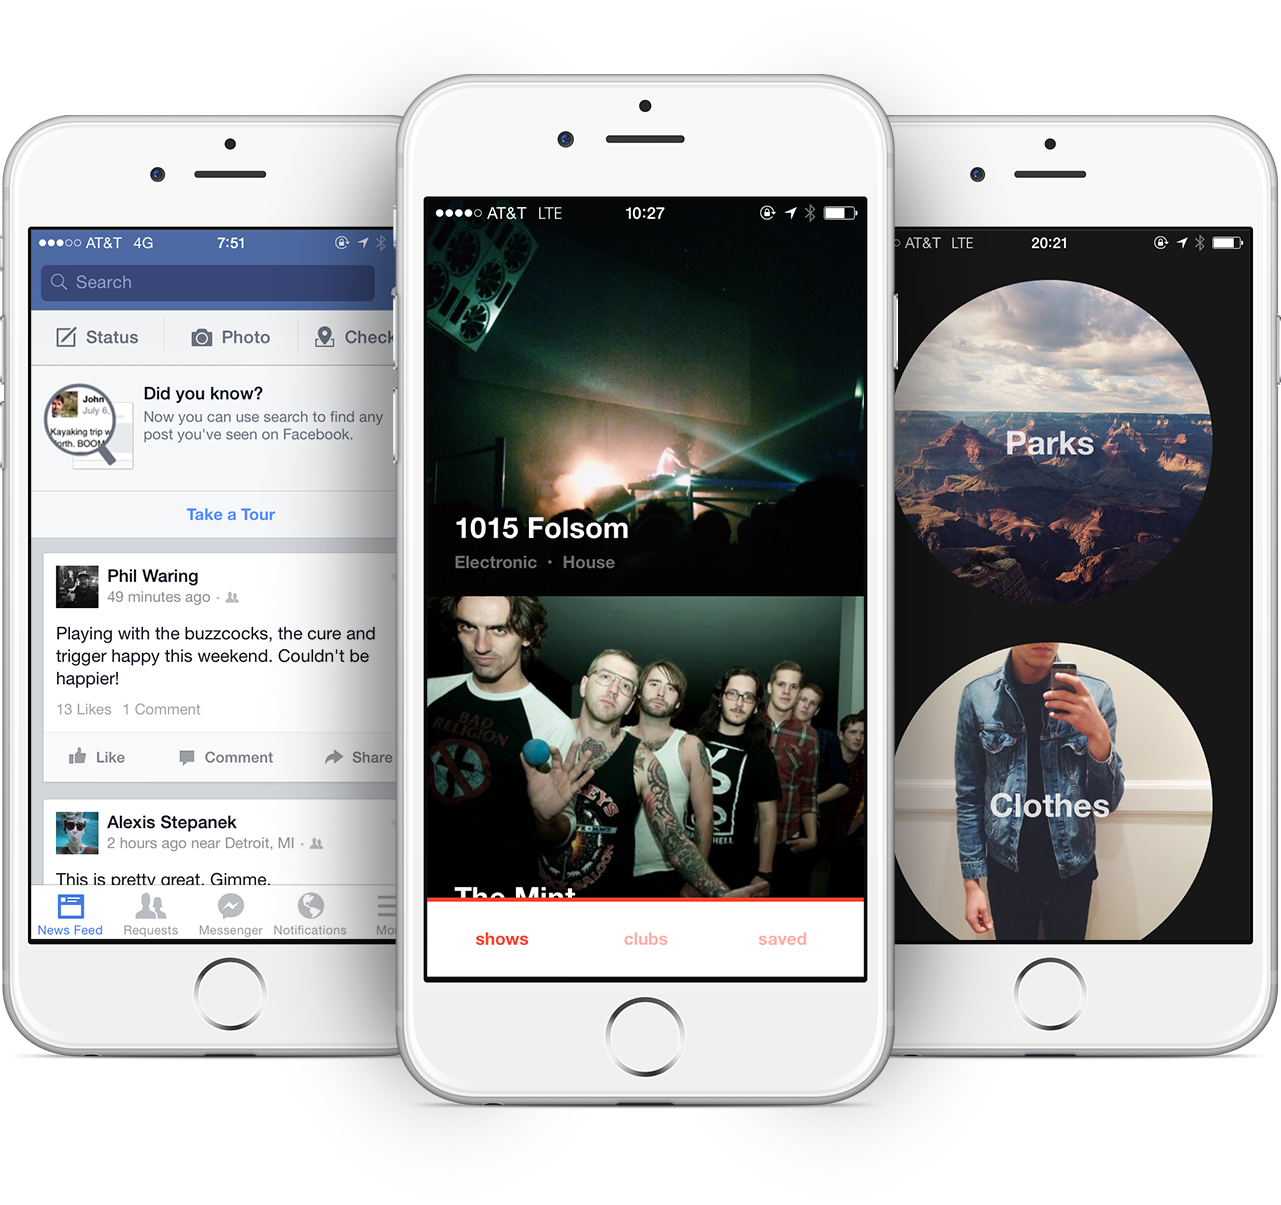 AT&T 4G 7:51
Search
Status Photo Check
John
July 6,
Kayaking trip w
orth. BOOM
Did you know?
Now you can use search to find any
post you've seen on Facebook.
Take a Tour
Phil Waring
49 minutes ago ·
Playing with the buzzcocks, the cure and
trigger happy this weekend. Couldn't be
happier!
13 Likes 1 Comment
Like Comment Share
Alexis Stepanek
2 hours ago near Detroit, MI ·
This is pretty great. Gimme.
News Feed Requests Messenger Notifications Mo
AT&T LTE 10:27
1015 Folsom
Electronic · House
BAD
RELIGION
HELL
The Mint
shows clubs saved
AT&T LTE 20:21
Parks
Clothes